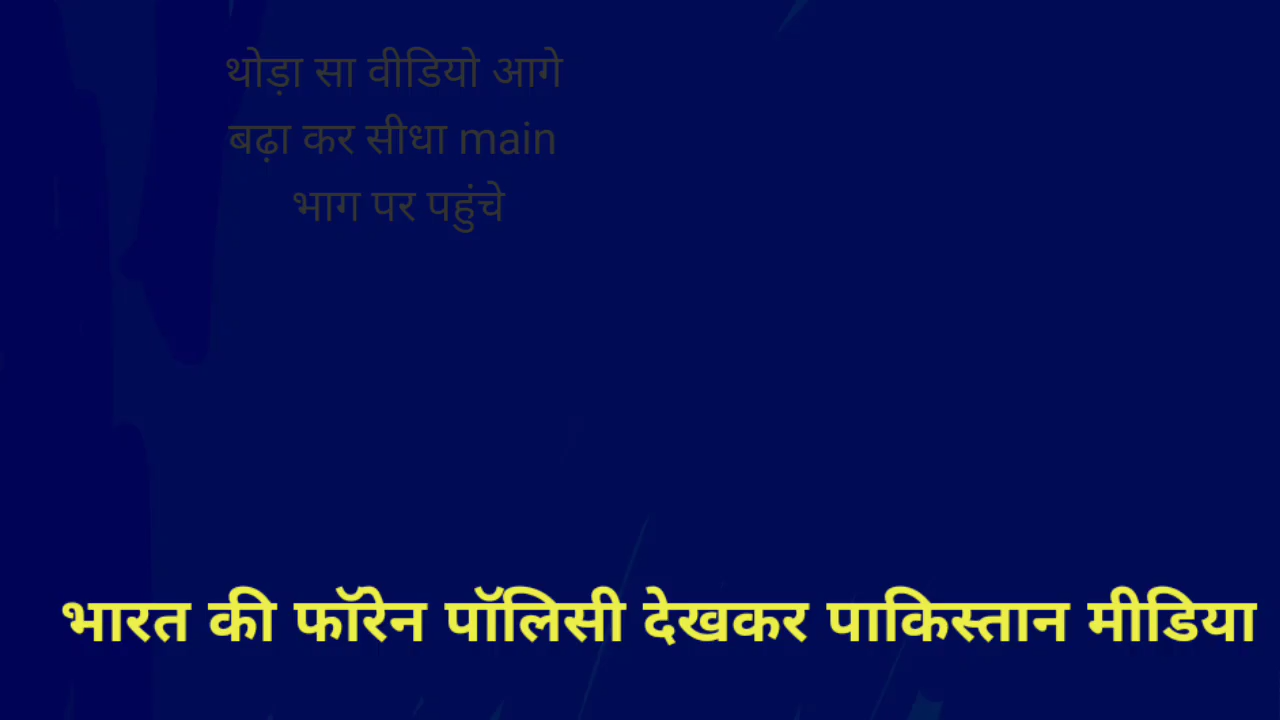 थोड़ा सा वीडियो आगे
बढ़ा कर सीधा main
भाग पर पहुंचे
भारत की फॉरेन पॉलिसी देखकर पाकिस्तान मीडिया